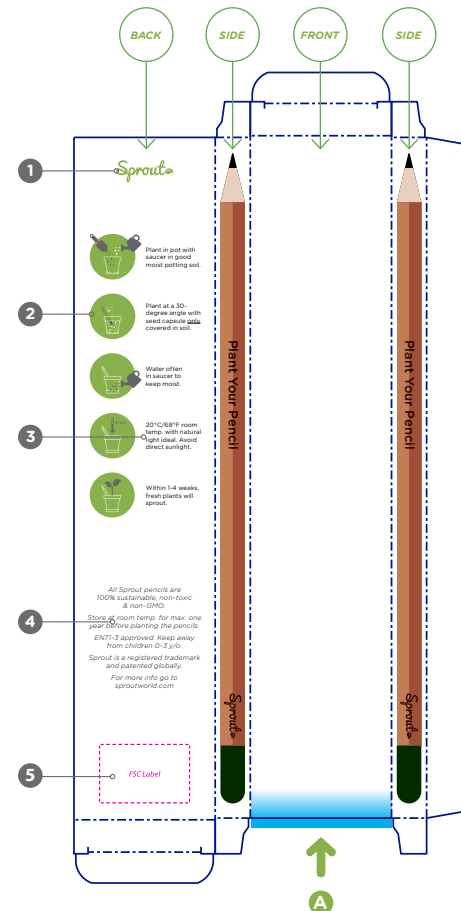 BACK
SIDE
FRONT
SIDE
1
Sprout
Plant in pot with
saucer in good
moist potting soil.
2
Plant at a 30-
degree angle with
seed capsule only
covered in soil.
Water often
in saucer to
keep moist.
3
20°C/68°F room
temp. with natural
light ideal. Avoid
direct sunlight.
Within 1-4 weeks,
fresh plants will
sprout.
4
All Sprout pencils are
100% sustainable, non-toxic
& non-GMO.
Store at room temp. for max. one
year before planting the pencils.
EN71-3 approved. Keep away
from children 0-3 y/o.
Sprout is a registered trademark
and patented globally.
For more info go to
sproutworld.com
5
FSC Label
Plant Your Pencil
Sprout
Plant Your Pencil
Sprout
A